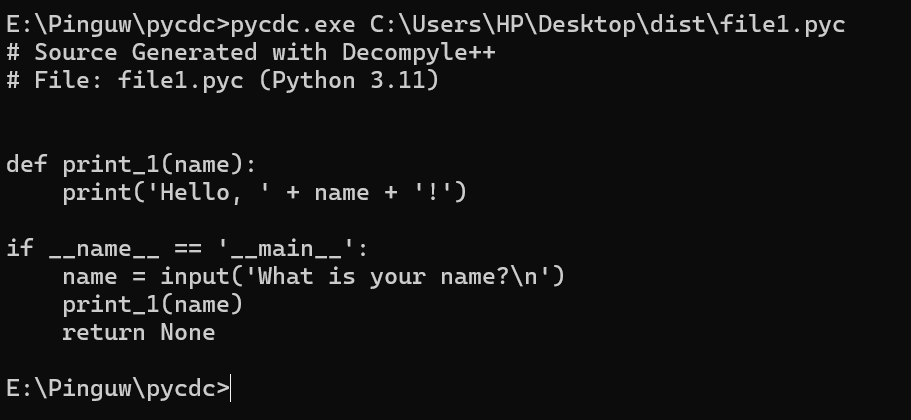 E:\Pinguw\pycdc>pycdc.exe C:\Users\HP\Desktop\dist\file1.pyc
# Source Generated with Decompyle++
# File: file1.pyc (Python 3.11)
def print_1(name):
    print('Hello, ' + name + '!')
if __name__ == '__main__':
    name = input('What is your name?\n')
    print_1(name)
    return None
E:\Pinguw\pycdc>